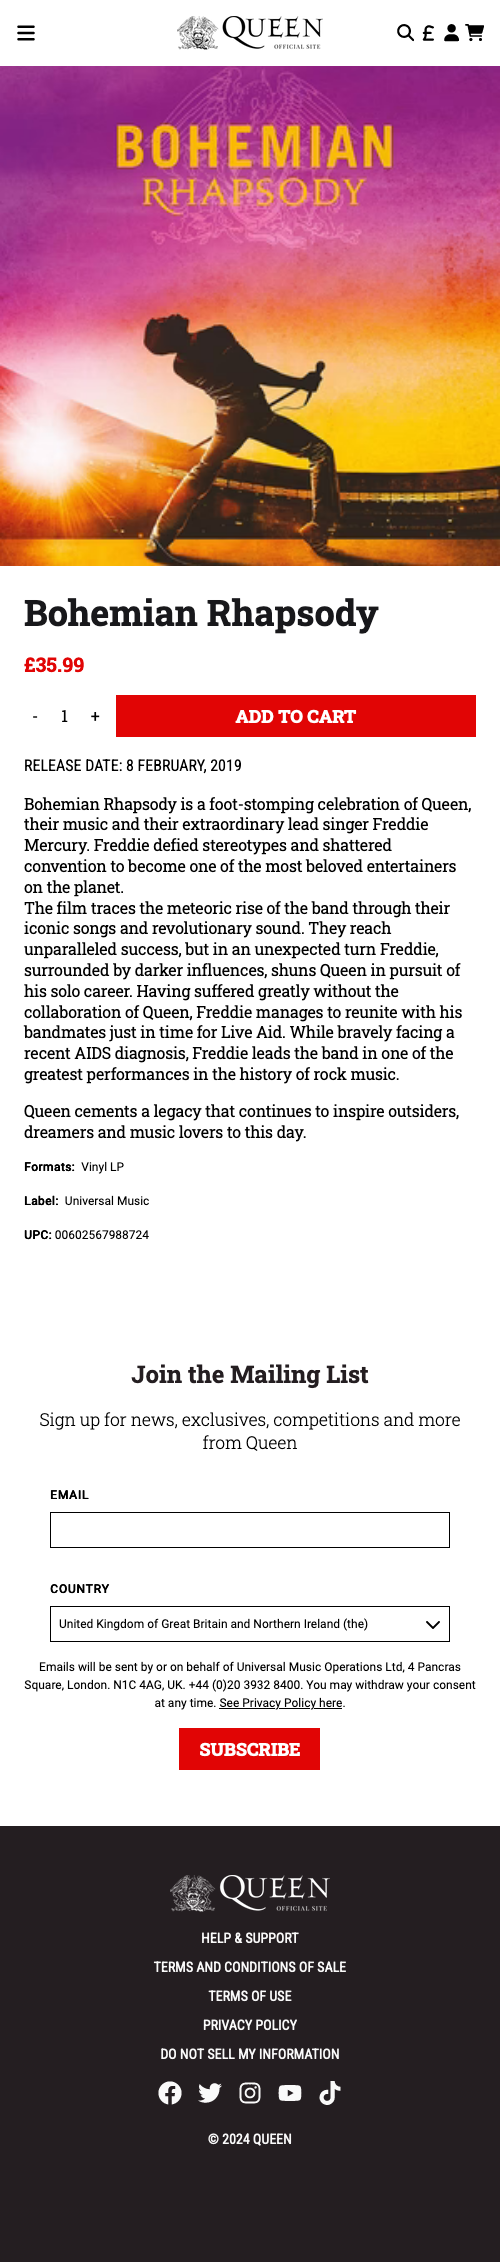 QUEEN
OFFICIAL SITE
£
BOHEMIAN
RHAPSODY
Bohemian Rhapsody
£35.99
- 1 + ADD TO CART
RELEASE DATE: 8 FEBRUARY, 2019
Bohemian Rhapsody is a foot-stomping celebration of Queen,
their music and their extraordinary lead singer Freddie
Mercury. Freddie defied stereotypes and shattered
convention to become one of the most beloved entertainers
on the planet.
The film traces the meteoric rise of the band through their
iconic songs and revolutionary sound. They reach
unparalleled success, but in an unexpected turn Freddie,
surrounded by darker influences, shuns Queen in pursuit of
his solo career. Having suffered greatly without the
collaboration of Queen, Freddie manages to reunite with his
bandmates just in time for Live Aid. While bravely facing a
recent AIDS diagnosis, Freddie leads the band in one of the
greatest performances in the history of rock music.
Queen cements a legacy that continues to inspire outsiders,
dreamers and music lovers to this day.
Formats: Vinyl LP
Label: Universal Music
UPC: 00602567988724
Join the Mailing List
Sign up for news, exclusives, competitions and more
from Queen
EMAIL
COUNTRY
United Kingdom of Great Britain and Northern Ireland (the)
Emails will be sent by or on behalf of Universal Music Operations Ltd, 4 Pancras
Square, London. N1C 4AG, UK. +44 (0)20 3932 8400. You may withdraw your consent
at any time. See Privacy Policy here.
SUBSCRIBE
QUEEN
OFFICIAL SITE
HELP & SUPPORT
TERMS AND CONDITIONS OF SALE
TERMS OF USE
PRIVACY POLICY
DO NOT SELL MY INFORMATION
© 2024 QUEEN